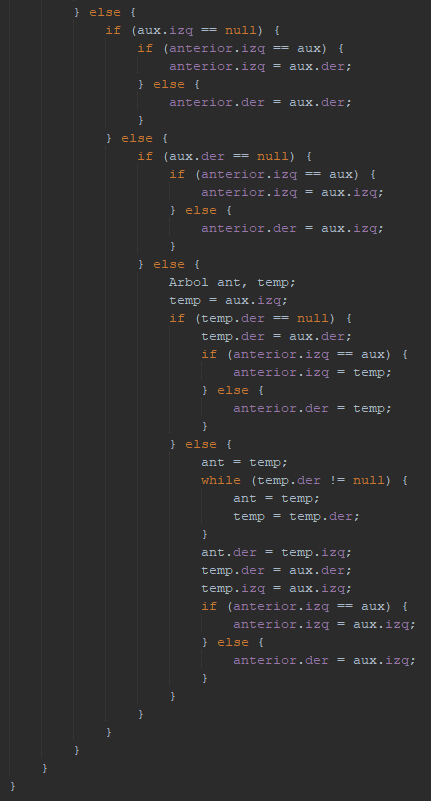 } else {
if (aux.izq == null) {
if (anterior.izq == aux) {
anterior.izq = aux.der;
} else {
anterior.der = aux.der;
}
} else {
if (aux.der == null) {
if (anterior.izq == aux) {
anterior.izq = aux.izq;
} else {
anterior.der = aux.izq;
}
} else {
Arbol ant, temp;
temp = aux.izq;
if (temp.der == null) {
temp.der = aux.der;
if (anterior.izq == aux) {
anterior.izq = temp;
} else {
anterior.der = temp;
}
} else {
ant = temp;
while (temp.der != null) {
ant = temp;
temp = temp.der;
}
ant.der = temp.izq;
temp.der = aux.der;
temp.izq = aux.izq;
if (anterior.izq == aux) {
anterior.izq = aux.izq;
} else {
anterior.der = aux.izq;
}
}
}
}
}
}
}